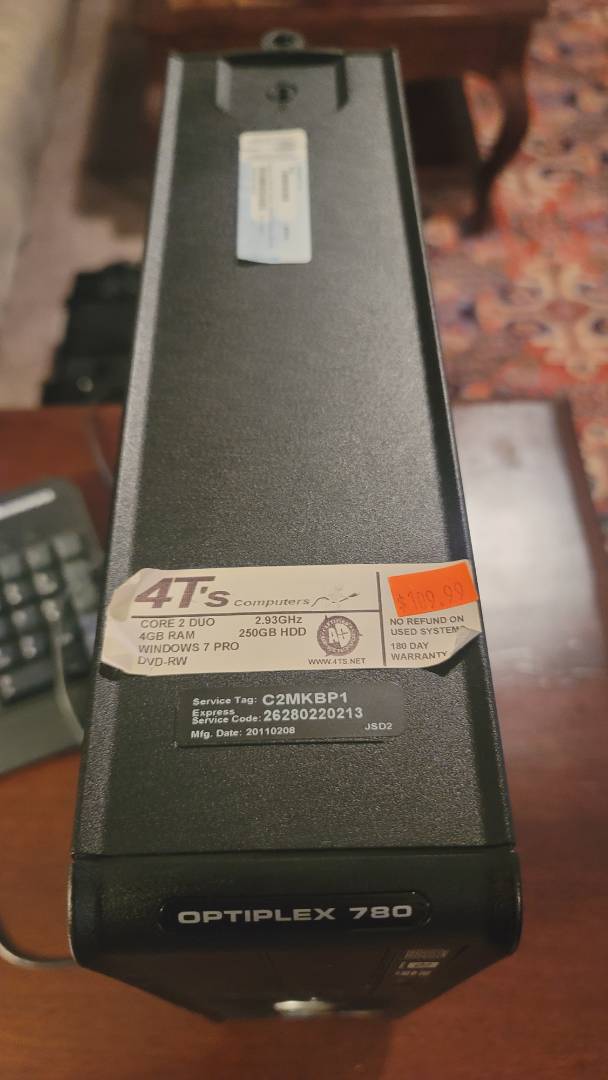 4T's Computers
$109.99
CORE 2 DUO 2.93GHz
4GB RAM 250GB HDD
WINDOWS 7 PRO
DVD-RW
A+
WWW.4TS.NET
NO REFUND ON
USED SYSTEMS
180 DAY
WARRANTY
Service Tag: C2MKBP1
Express
Service Code: 26280220213
Mfg. Date: 20110208 JSD2
OPTIPLEX 780